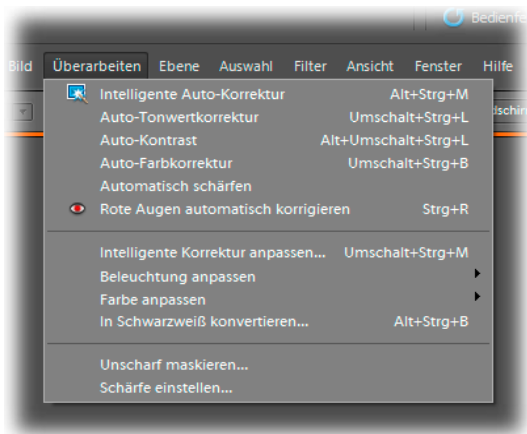 Bedienfe
Bild Überarbeiten Ebene Auswahl Filter Ansicht Fenster Hilfe
Intelligente Auto-Korrektur Alt+Strg+M
Auto-Tonwertkorrektur Umschalt+Strg+L
Auto-Kontrast Alt+Umschalt+Strg+L
Auto-Farbkorrektur Umschalt+Strg+B
Automatisch schärfen
Rote Augen automatisch korrigieren Strg+R
Intelligente Korrektur anpassen... Umschalt+Strg+M
Beleuchtung anpassen
Farbe anpassen
In Schwarzweiß konvertieren... Alt+Strg+B
Unscharf maskieren...
Schärfe einstellen...